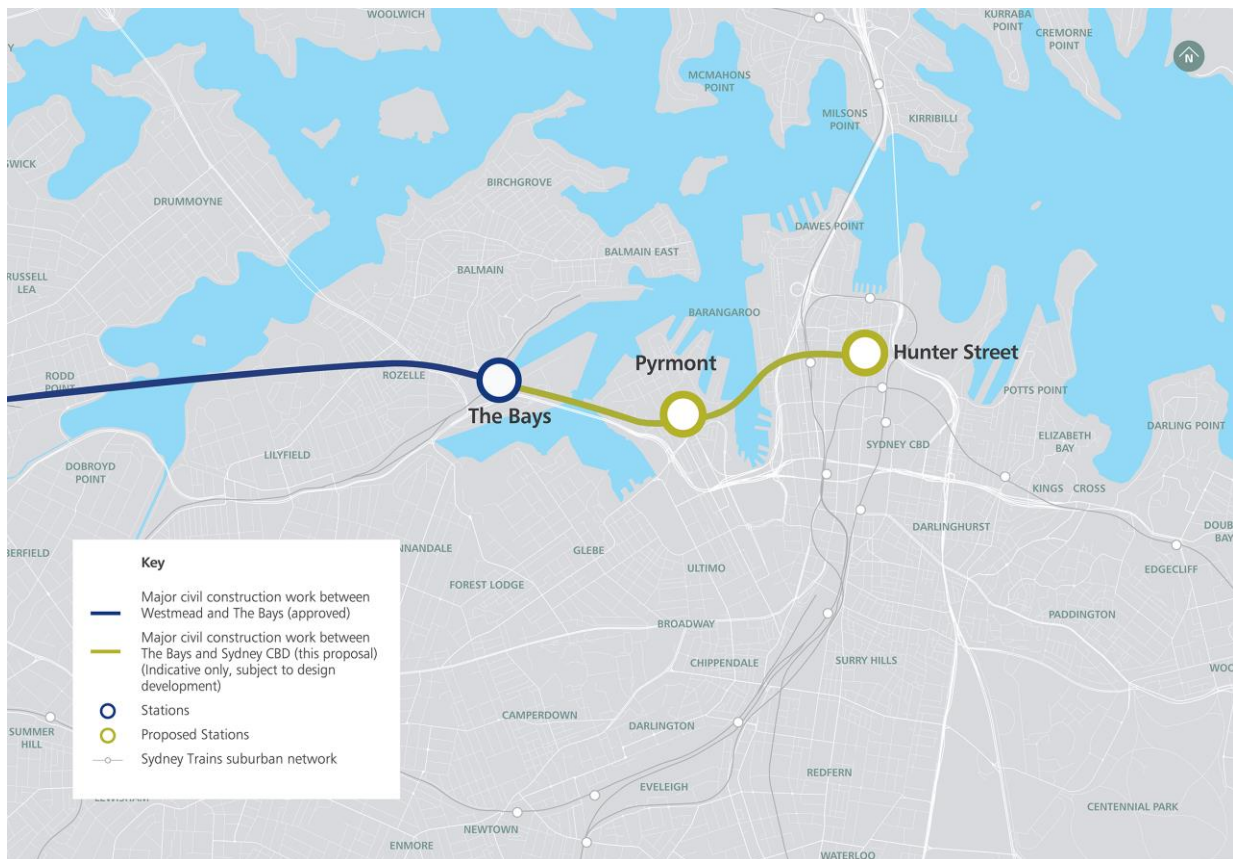 WOOLWICH
KURRABA
POINT
CREMORNE
POINT
N
MCMAHONS
POINT
MILSONS
POINT
KIRRIBILLI
SWICK
DRUMMOYNE
BIRCHGROVE
DAWES POINT
BALMAIN EAST
BALMAIN
RUSSELL
LEA
BARANGAROO
Hunter Street
Pyrmont
RODD
POINT
ROZELLE
POTTS POINT
The Bays
DARLING POINT
ELIZABETH
BAY
SYDNEY CBD
LILYFIELD
DOBROYD
POINT
KINGS CROSS
DARLINGHURST
DOUB
BAY
BERFIELD
NNANDALE
GLEBE
ULTIMO
EDGECLIFF
FOREST LODGE
PADDINGTON
BROADWAY
CHIPPENDALE
SURRY HILLS
WOO
CAMPERDOWN
DARLINGTON
SUMMER
HILL
REDFERN
EVELEIGH
LEWISHAM
CENTENNIAL PARK
NEWTOWN
ENMORE
WATERLOO
Key
Major civil construction work between
Westmead and The Bays (approved)
Major civil construction work between
The Bays and Sydney CBD (this proposal)
(Indicative only, subject to design
development)
Stations
Proposed Stations
Sydney Trains suburban network